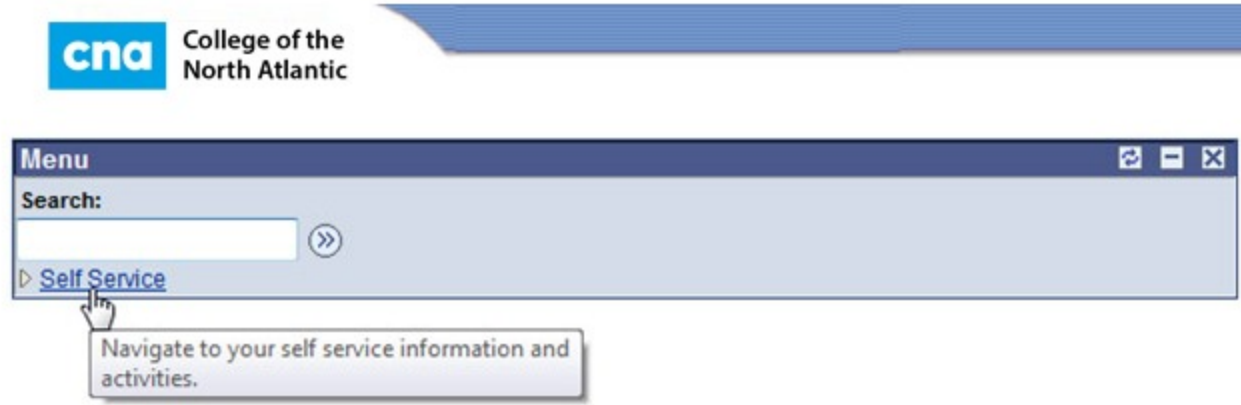 cna
College of the
North Atlantic
Menu
Search:
Self Service
Navigate to your self service information and
activities.